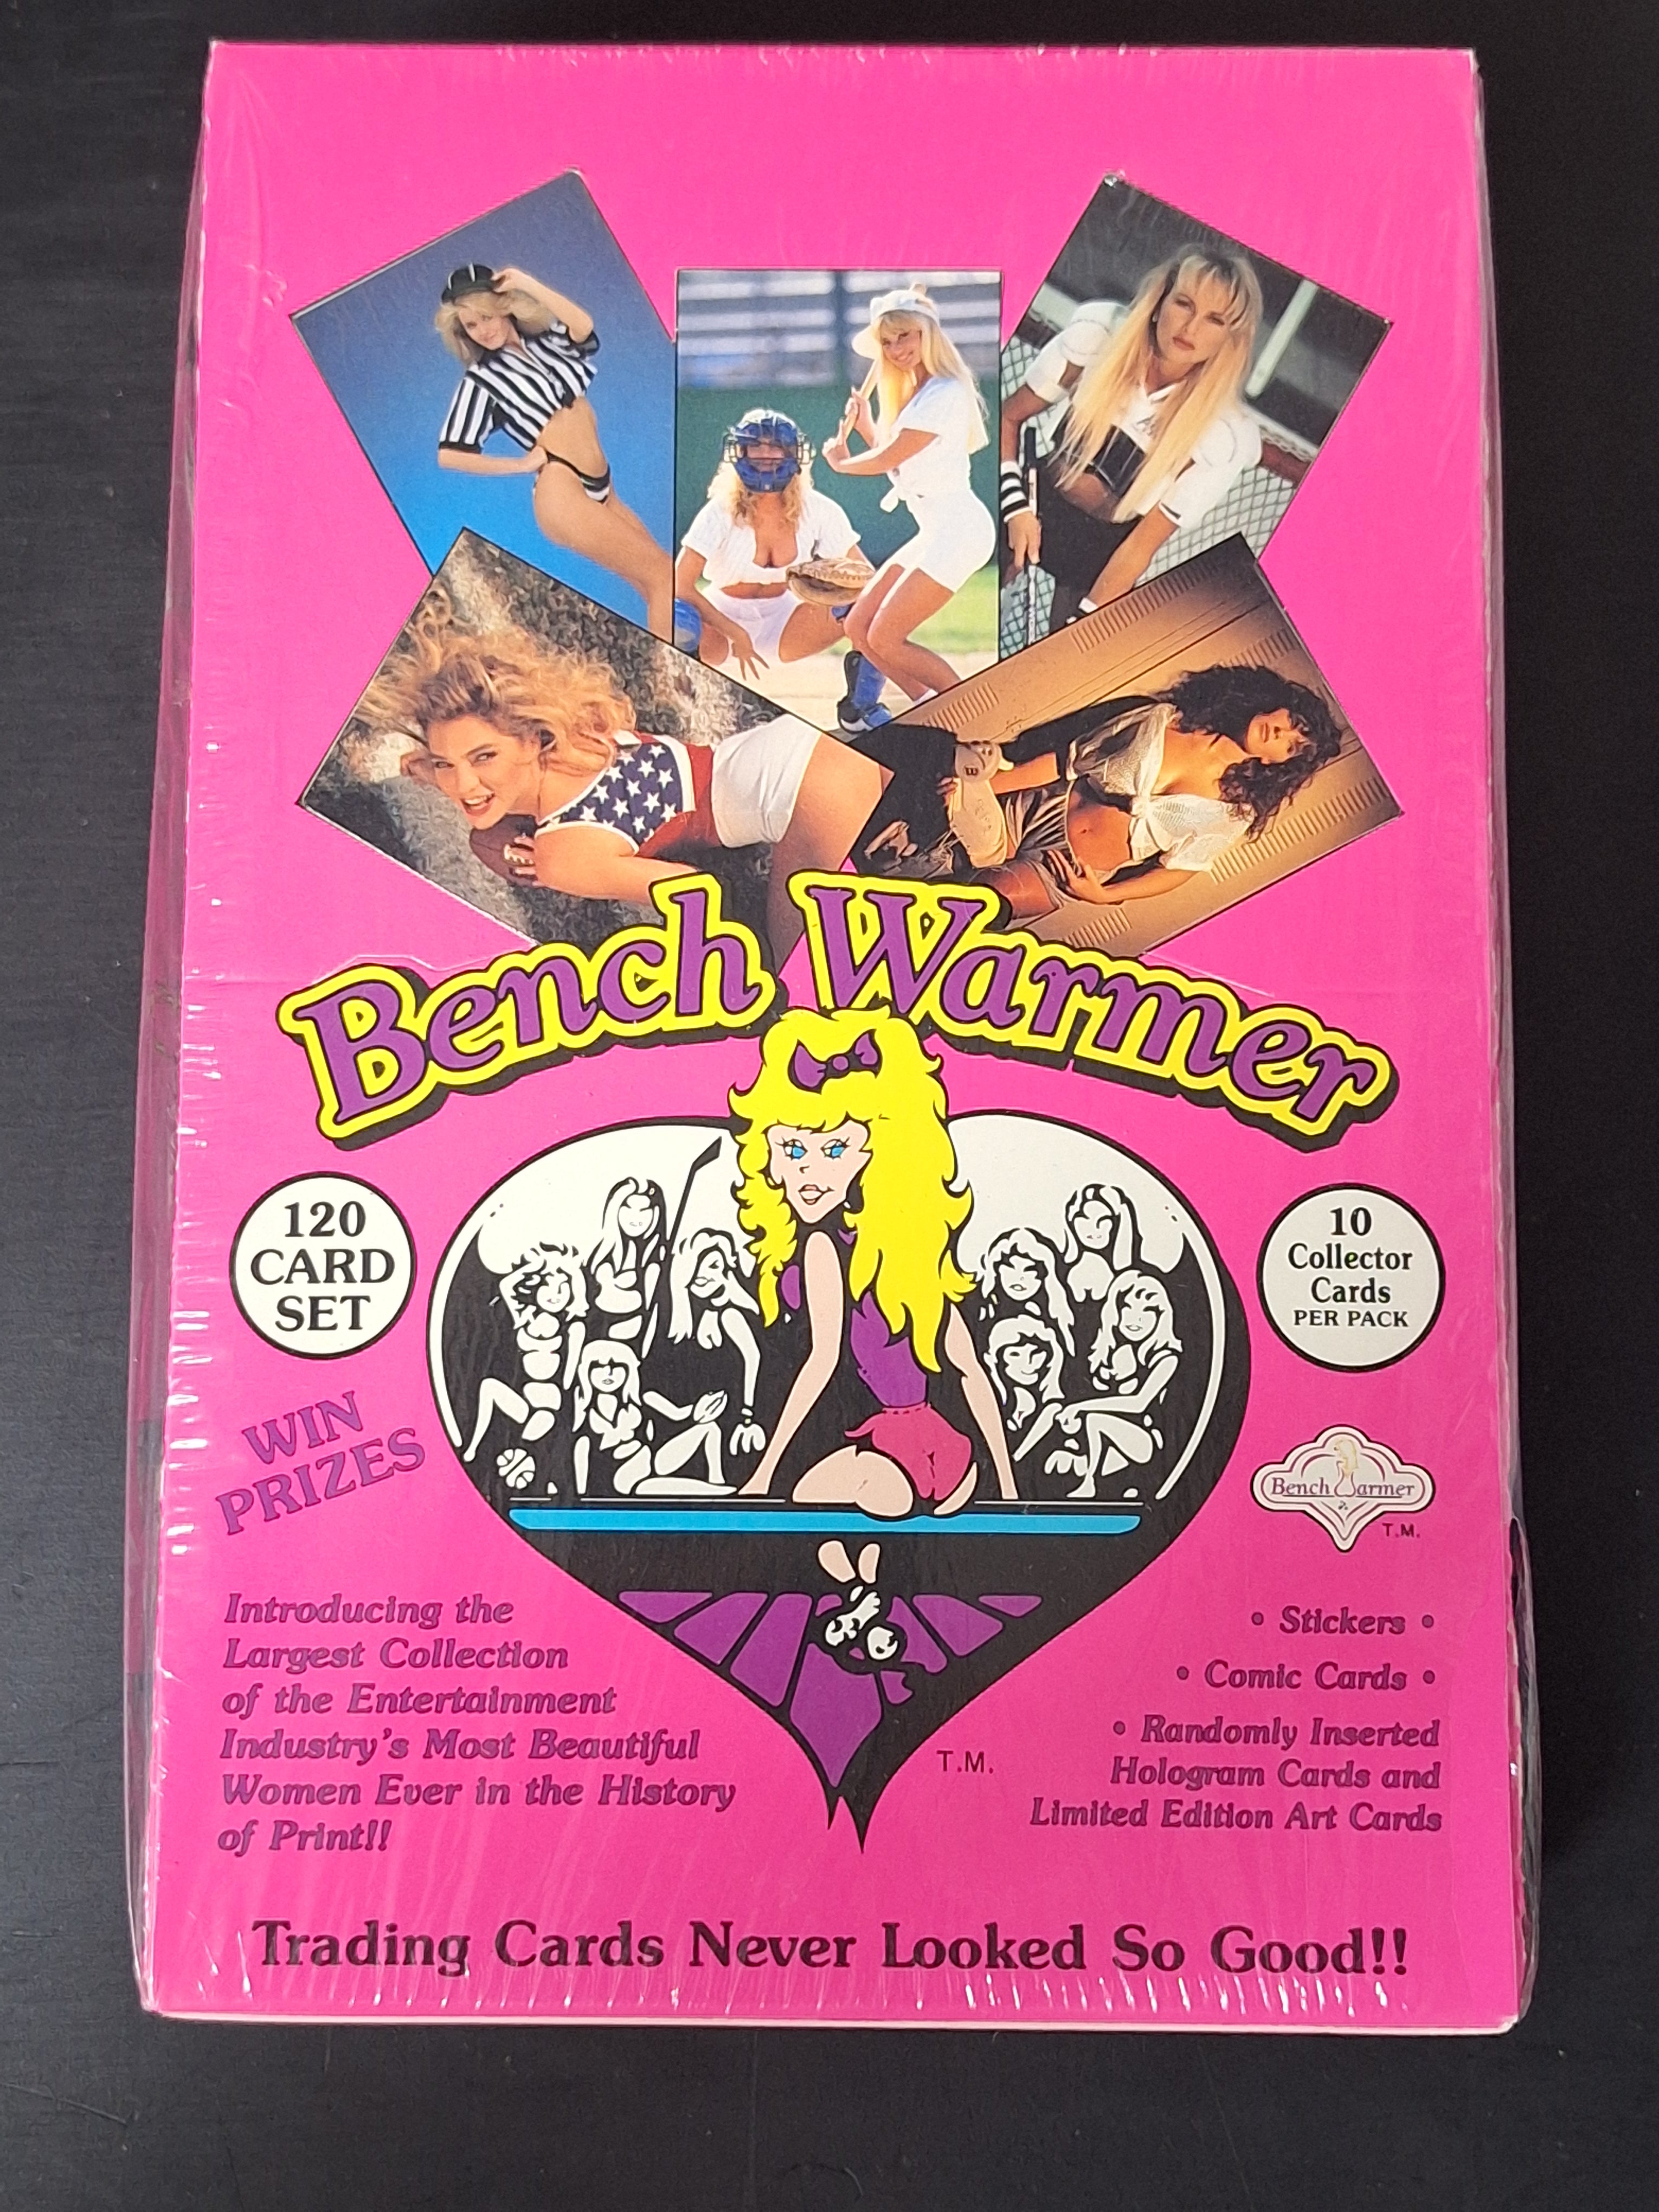 Bench Warmer
120
CARD
SET
10
Collector
Cards
PER PACK
WIN
PRIZES
Bench Warmer
T.M.
Introducing the
Largest Collection
of the Entertainment
Industry's Most Beautiful
Women Ever in the History
of Print!!
• Stickers •
• Comic Cards •
• Randomly Inserted
Hologram Cards and
Limited Edition Art Cards
T.M.
Trading Cards Never Looked So Good!!